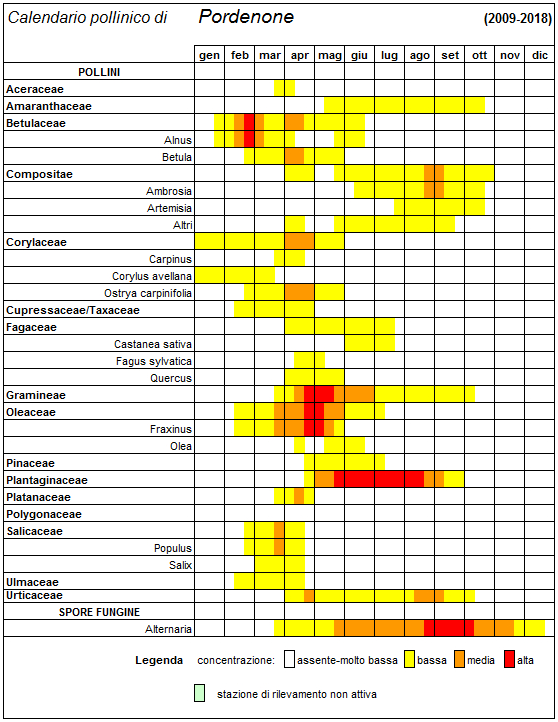 Calendario pollinico di Pordenone (2009-2018)
gen feb mar apr mag giu lug ago set ott nov dic
POLLINI
Aceraceae
Amaranthaceae
Betulaceae
Alnus
Betula
Compositae
Ambrosia
Artemisia
Altri
Corylaceae
Carpinus
Corylus avellana
Ostrya carpinifolia
Cupressaceae/Taxaceae
Fagaceae
Castanea sativa
Fagus sylvatica
Quercus
Gramineae
Oleaceae
Fraxinus
Olea
Pinaceae
Plantaginaceae
Platanaceae
Polygonaceae
Salicaceae
Populus
Salix
Ulmaceae
Urticaceae
SPORE FUNGINE
Alternaria
Legenda concentrazione: assente-molto bassa bassa media alta
stazione di rilevamento non attiva